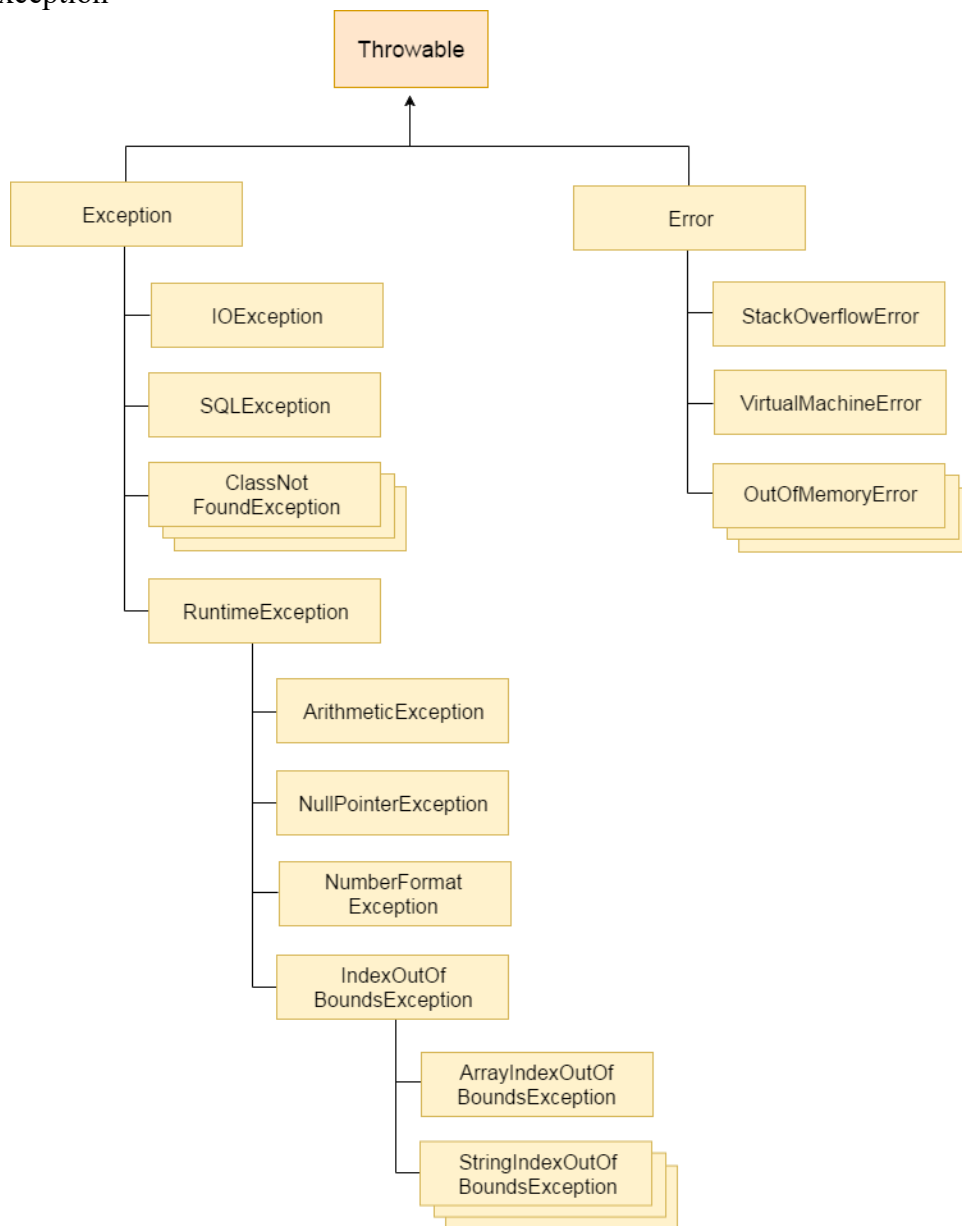 Throwable
Exception
Error
IOException
StackOverflowError
SQLException
VirtualMachineError
ClassNot
FoundException
OutOfMemoryError
RuntimeException
ArithmeticException
NullPointerException
NumberFormat
Exception
IndexOutOf
BoundsException
ArrayIndexOutOf
BoundsException
StringIndexOutOf
BoundsException